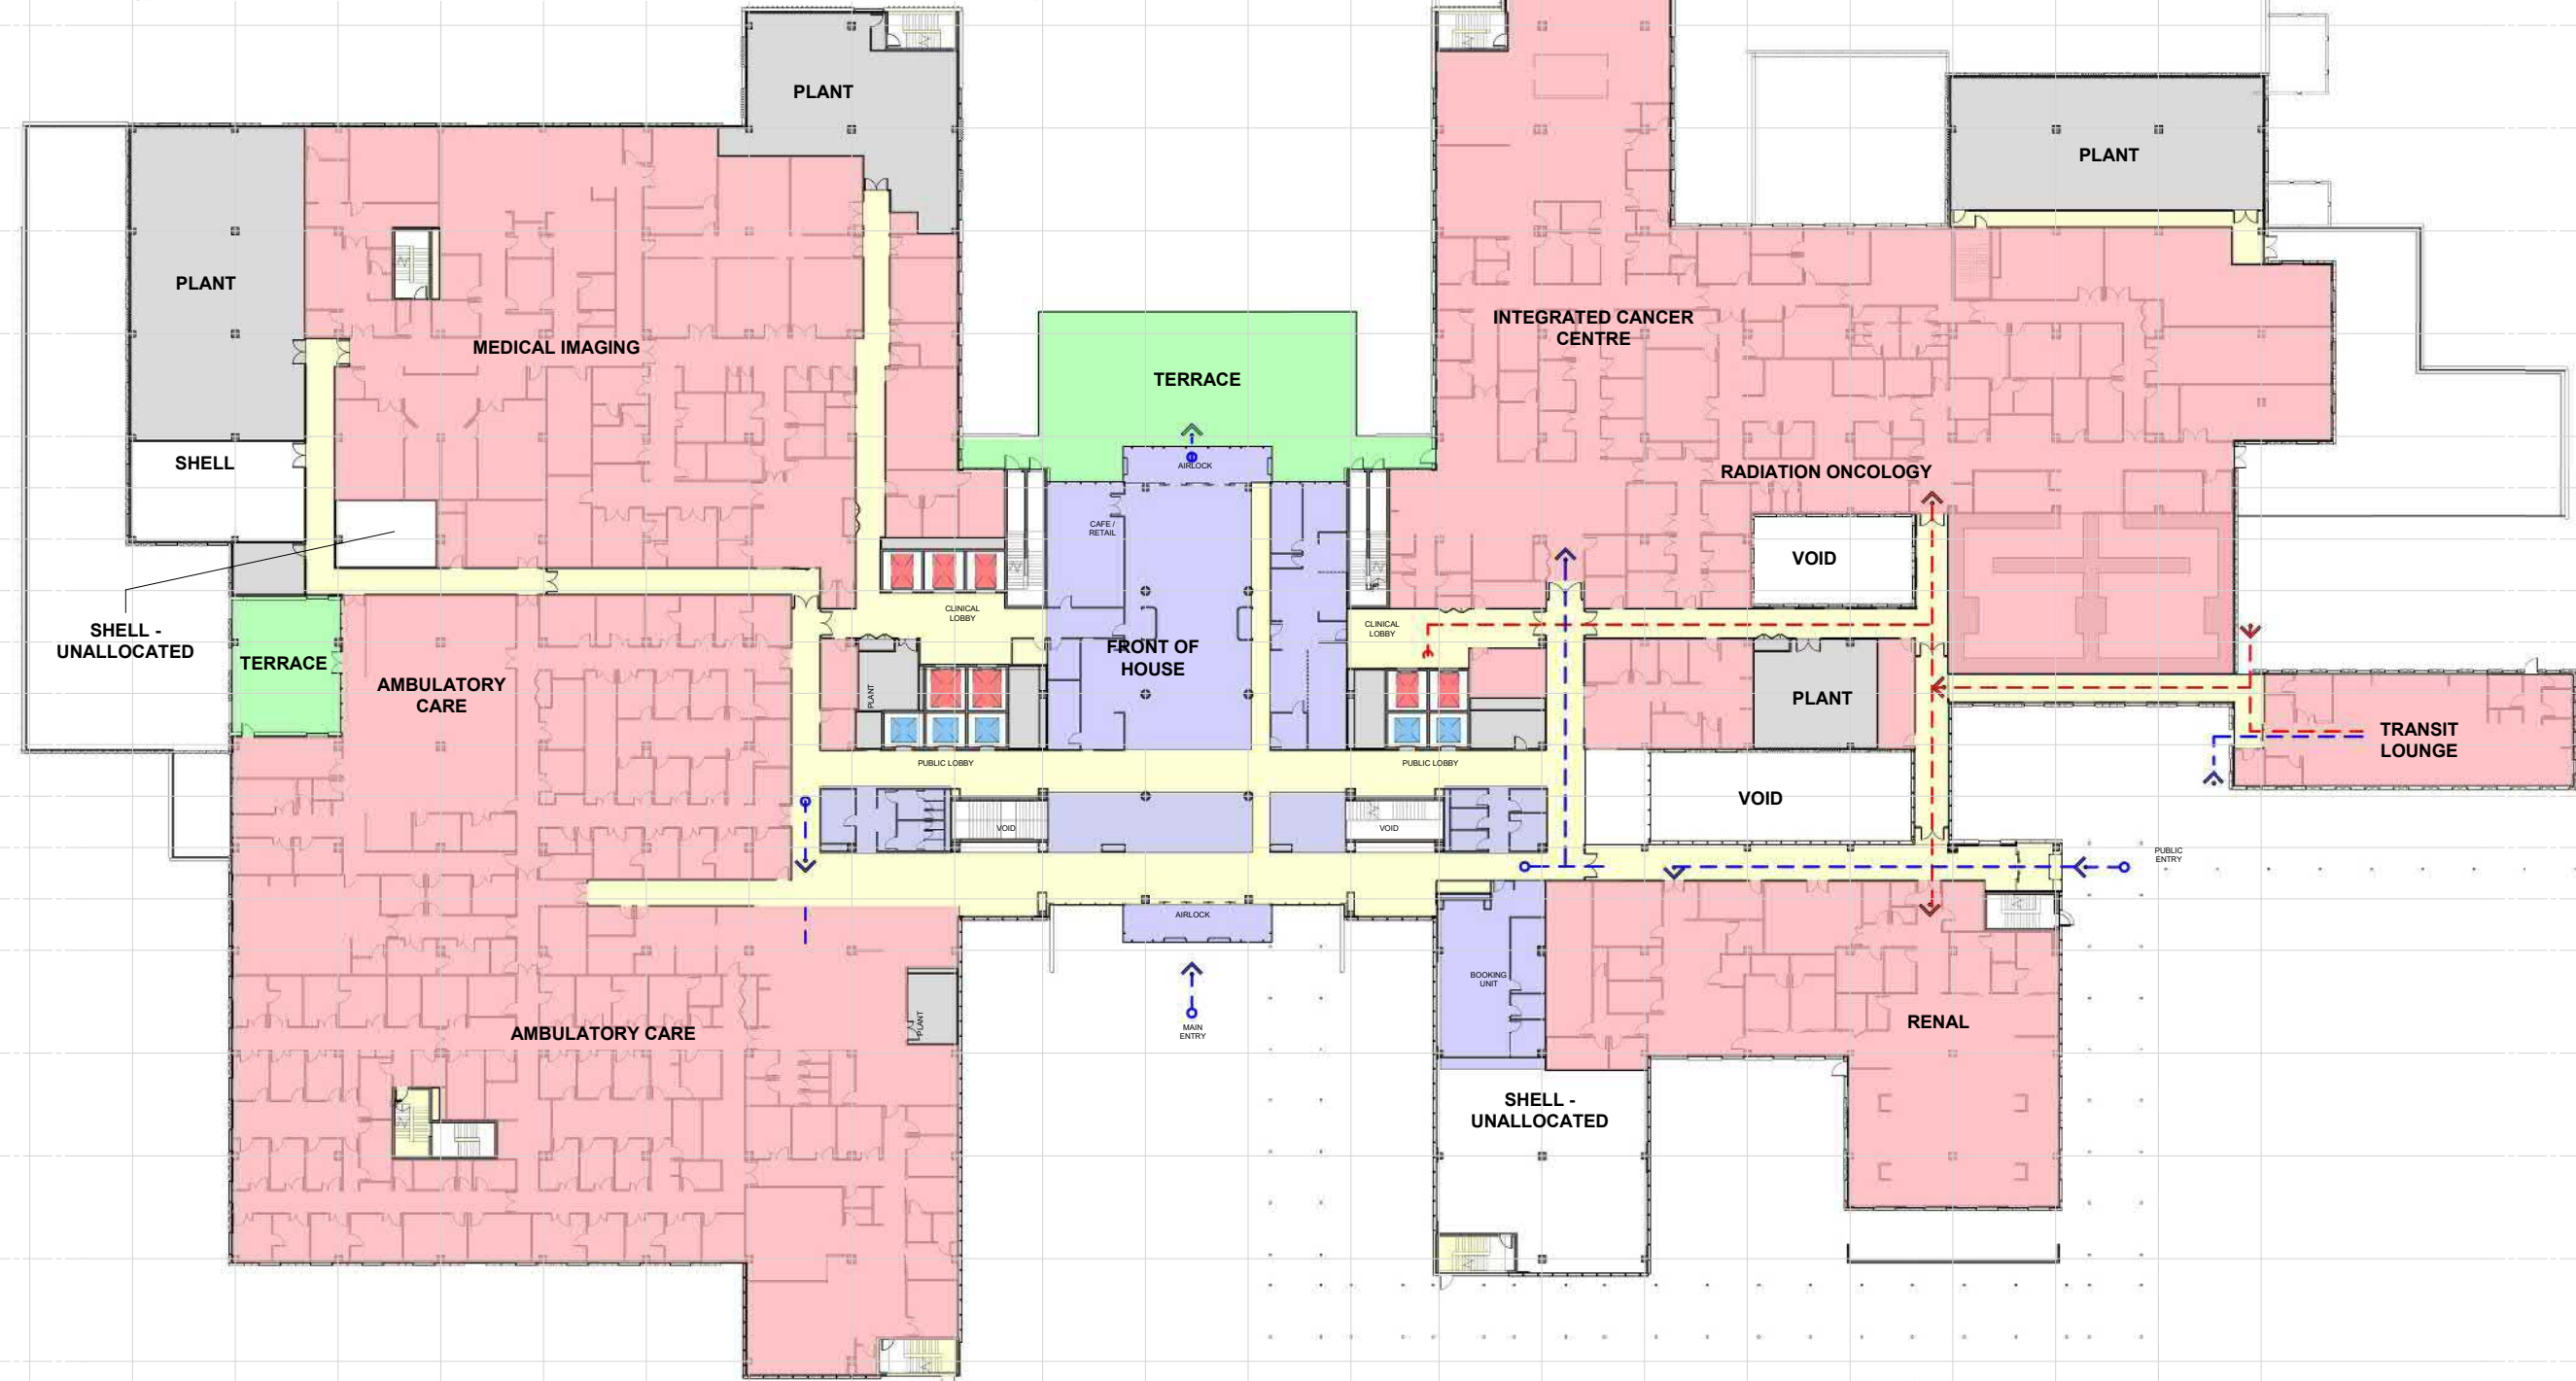 PLANT
PLANT
PLANT
MEDICAL IMAGING
SHELL
SHELL -
UNALLOCATED
TERRACE
AMBULATORY
CARE
AMBULATORY CARE
PLANT
PLANT
TERRACE
AIRLOCK
CAFE /
RETAIL
CLINICAL
LOBBY
FRONT OF
HOUSE
CLINICAL
LOBBY
PUBLIC LOBBY
PUBLIC LOBBY
VOID
VOID
AIRLOCK
MAIN
ENTRY
INTEGRATED CANCER
CENTRE
RADIATION ONCOLOGY
VOID
PLANT
VOID
TRANSIT
LOUNGE
PUBLIC
ENTRY
BOOKING
UNIT
RENAL
SHELL -
UNALLOCATED